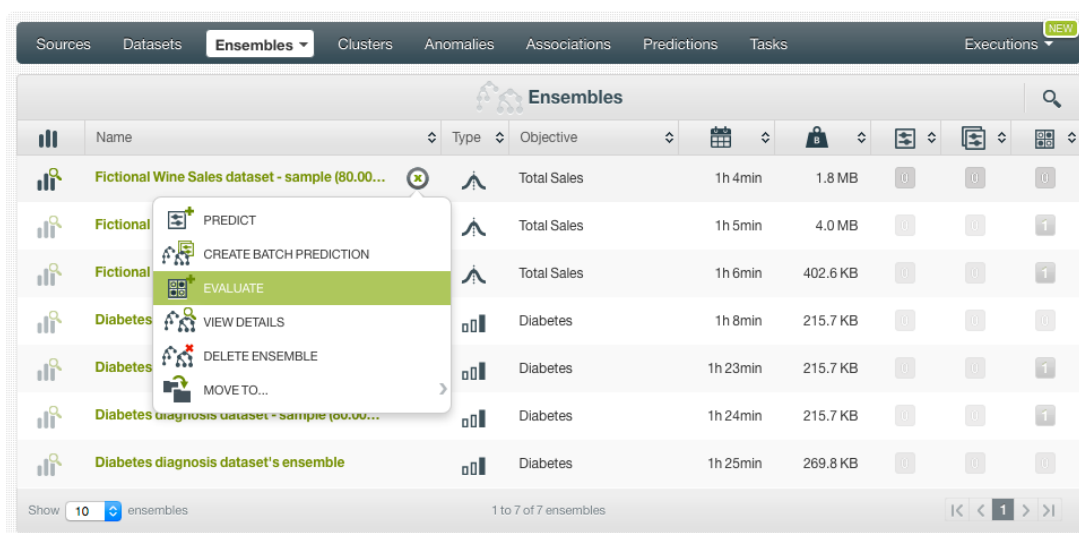 NEW
Sources Datasets Ensembles Clusters Anomalies Associations Predictions Tasks Executions
Ensembles
Name Type Objective B
Fictional Wine Sales dataset - sample (80.00... Total Sales 1h 4min 1.8 MB 0 0 0
Fictional Total Sales 1h 5min 4.0 MB 0 0 1
Fictional Total Sales 1h 6min 402.6 KB 0 0 1
Diabetes Diabetes 1h 8min 215.7 KB 0 0 0
Diabetes Diabetes 1h 23min 215.7 KB 0 0 1
Diabetes diagnosis dataset - sample (80.00... Diabetes 1h 24min 215.7 KB 0 0 1
Diabetes diagnosis dataset's ensemble Diabetes 1h 25min 269.8 KB 0 0 0
PREDICT
CREATE BATCH PREDICTION
EVALUATE
VIEW DETAILS
DELETE ENSEMBLE
MOVE TO...
Show 10 ensembles 1 to 7 of 7 ensembles 1